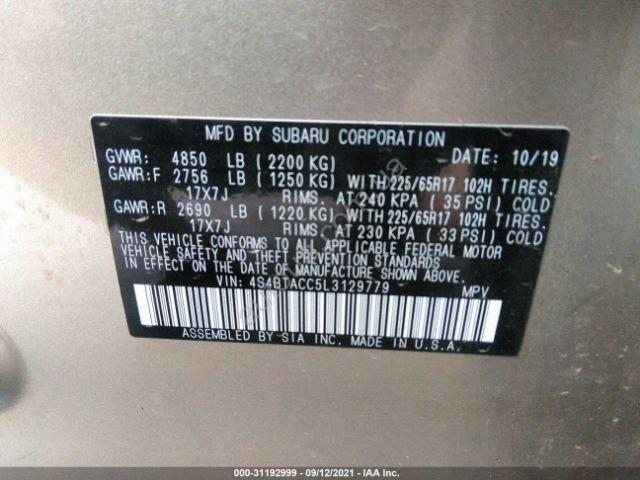 MFD BY SUBARU CORPORATION
GVWR: 4850 LB (2200 KG) DATE: 10/19
GAWR:F 2756 LB (1250 KG) WITH 225/65R17 102H TIRES.
17X7J RIMS. AT 240 KPA (35 PSI) COLD
GAWR:R 2690 LB (1220 KG) WITH 225/65R17 102H TIRES.
17X7J RIMS. AT 230 KPA (33 PSI) COLD
THIS VEHICLE CONFORMS TO ALL APPLICABLE FEDERAL MOTOR
VEHICLE SAFETY AND THEFT PREVENTION STANDARDS IN EFFECT
ON THE DATE OF MANUFACTURE SHOWN ABOVE.
VIN: 4S4BTACC5L3129779 MPV
ASSEMBLED BY SIA INC. MADE IN U.S.A.
000-31192999 - 09/12/2021 - IAA